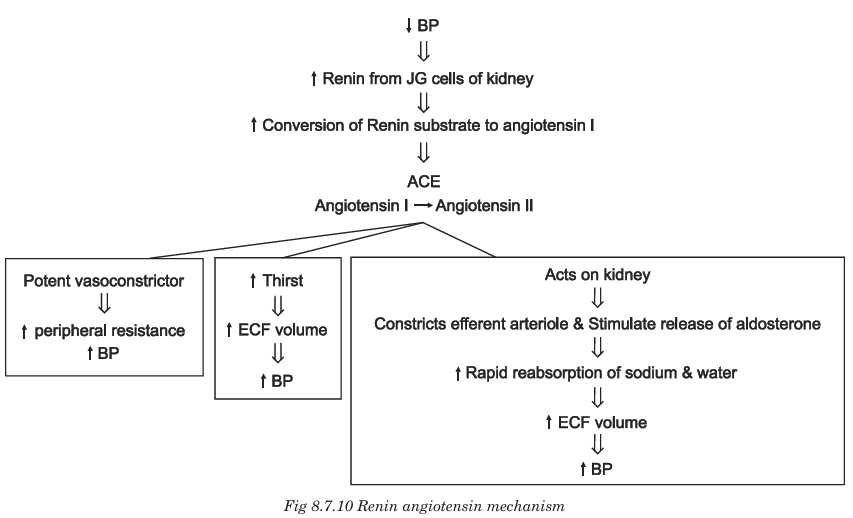 ↓ BP
⇓
↑ Renin from JG cells of kidney
⇓
↑ Conversion of Renin substrate to angiotensin I
⇓
ACE
Angiotensin I → Angiotensin II
Potent vasoconstrictor
⇓
↑ peripheral resistance
↑ BP
↑ Thirst
⇓
↑ ECF volume
⇓
↑ BP
Acts on kidney
⇓
Constricts efferent arteriole & Stimulate release of aldosterone
⇓
↑ Rapid reabsorption of sodium & water
⇓
↑ ECF volume
⇓
↑ BP
Fig 8.7.10 Renin angiotensin mechanism